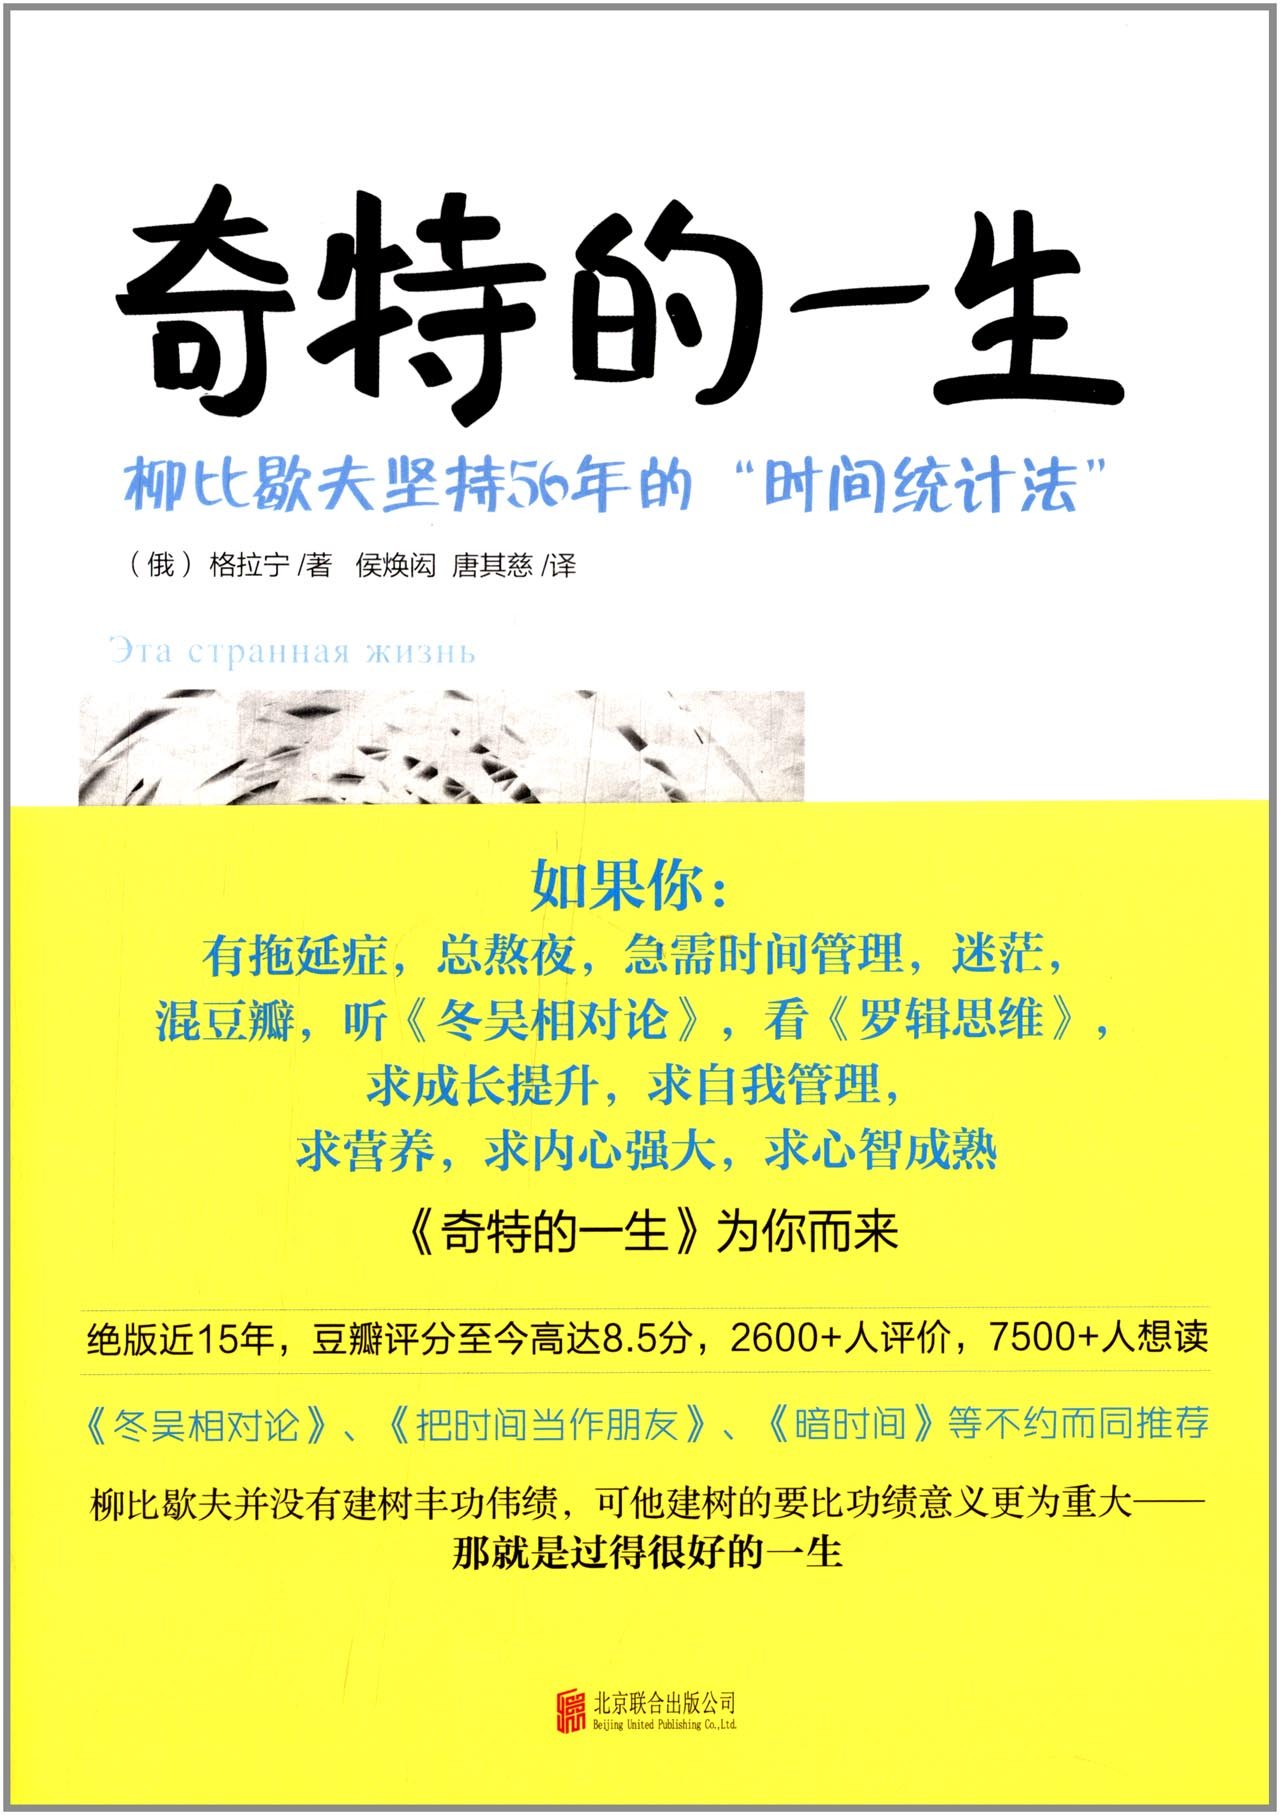 奇特的一生
柳比歇夫坚持56年的“时间统计法”
（俄）格拉宁/著 侯焕闳 唐其慈/译
Эта странная жизнь
如果你：
有拖延症，总熬夜，急需时间管理，迷茫，
混豆瓣，听《冬吴相对论》，看《罗辑思维》，
求成长提升，求自我管理，
求营养，求内心强大，求心智成熟
《奇特的一生》为你而来
绝版近15年，豆瓣评分至今高达8.5分，2600+人评价，7500+人想读
《冬吴相对论》、《把时间当作朋友》、《暗时间》等不约而同推荐
柳比歇夫并没有建树丰功伟绩，可他建树的要比功绩意义更为重大——
那就是过得很好的一生
北京联合出版公司
Beijing United Publishing Co.,Ltd.